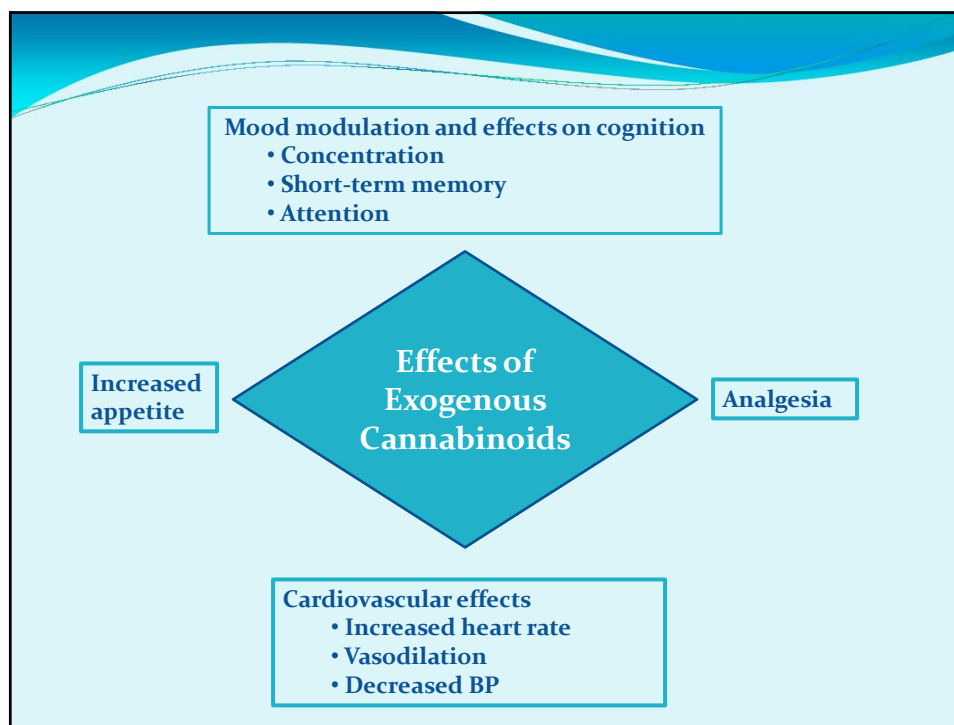 Mood modulation and effects on cognition
• Concentration
• Short-term memory
• Attention
Increased
appetite
Effects of
Exogenous
Cannabinoids
Analgesia
Cardiovascular effects
• Increased heart rate
• Vasodilation
• Decreased BP